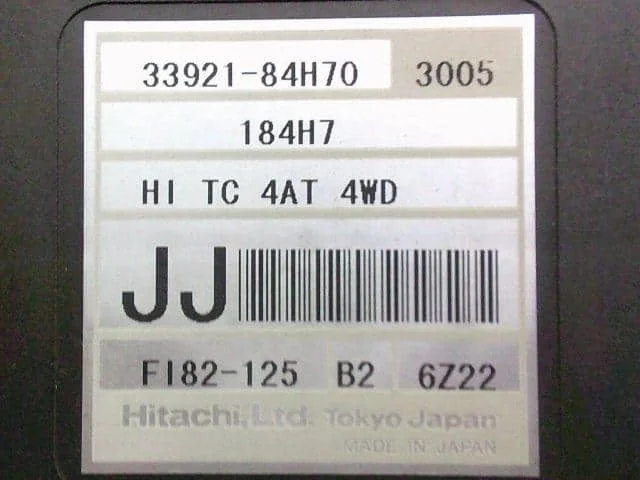 33921-84H70 3005
184H7
HI TC 4AT 4WD
JJ
FI82-125 B2 6Z22
Hitachi,Ltd. Tokyo Japan
MADE IN JAPAN